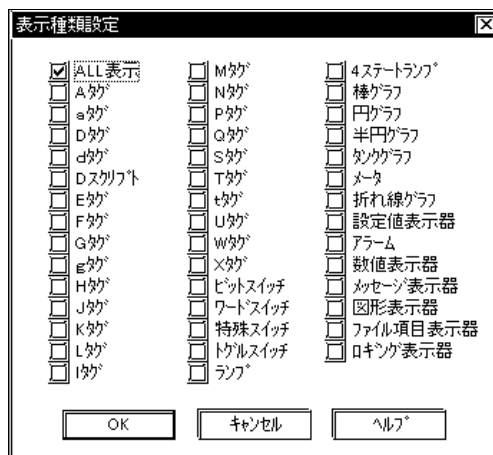 表示種類設定
ALL表示
Aタグ
aタグ
Dタグ
dタグ
Dスクリプト
Eタグ
Fタグ
Gタグ
gタグ
Hタグ
Jタグ
Kタグ
Lタグ
lタグ
Mタグ
Nタグ
Pタグ
Qタグ
Sタグ
Tタグ
tタグ
Uタグ
Wタグ
Xタグ
ビットスイッチ
ワードスイッチ
特殊スイッチ
トグルスイッチ
ランプ
4ステートランプ
棒グラフ
円グラフ
半円グラフ
タンクグラフ
メータ
折れ線グラフ
設定値表示器
アラーム
数値表示器
メッセージ表示器
図形表示器
ファイル項目表示器
ロギング表示器
OK
キャンセル
ヘルプ